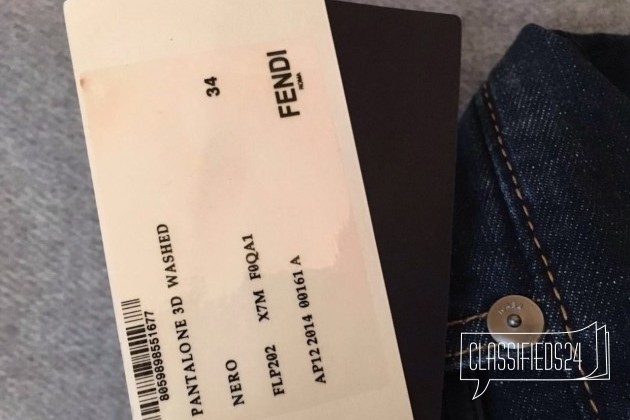 FENDI
ROMA
34
8059898551677
PANTALONE 3D WASHED
NERO
FLP202 X7M F0QA1
AP12 2014 00161 A
CLASSIFIEDS24